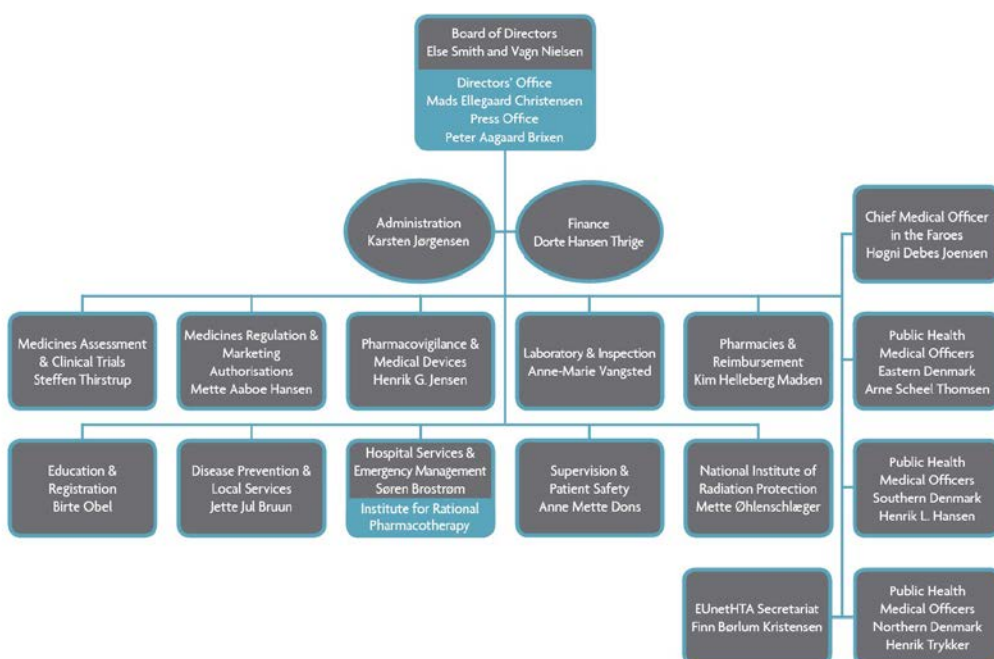 Board of Directors
Else Smith and Vagn Nielsen
Directors' Office
Mads Ellegaard Christensen
Press Office
Peter Aagaard Brixen
Administration
Karsten Jørgensen
Finance
Dorte Hansen Thrige
Chief Medical Officer
in the Faroes
Høgni Debes Joensen
Medicines Assessment
& Clinical Trials
Steffen Thirstrup
Medicines Regulation &
Marketing
Authorisations
Mette Aaboe Hansen
Pharmacovigilance &
Medical Devices
Henrik G. Jensen
Laboratory & Inspection
Anne-Marie Vangsted
Pharmacies &
Reimbursement
Kim Helleberg Madsen
Public Health
Medical Officers
Eastern Denmark
Arne Scheel Thomsen
Education &
Registration
Birte Obel
Disease Prevention &
Local Services
Jette Jul Bruun
Hospital Services &
Emergency Management
Søren Brostrøm
Institute for Rational
Pharmacotherapy
Supervision &
Patient Safety
Anne Mette Dons
National Institute of
Radiation Protection
Mette Øhlenschlæger
Public Health
Medical Officers
Southern Denmark
Henrik L. Hansen
EUnetHTA Secretariat
Finn Børlum Kristensen
Public Health
Medical Officers
Northern Denmark
Henrik Trykker